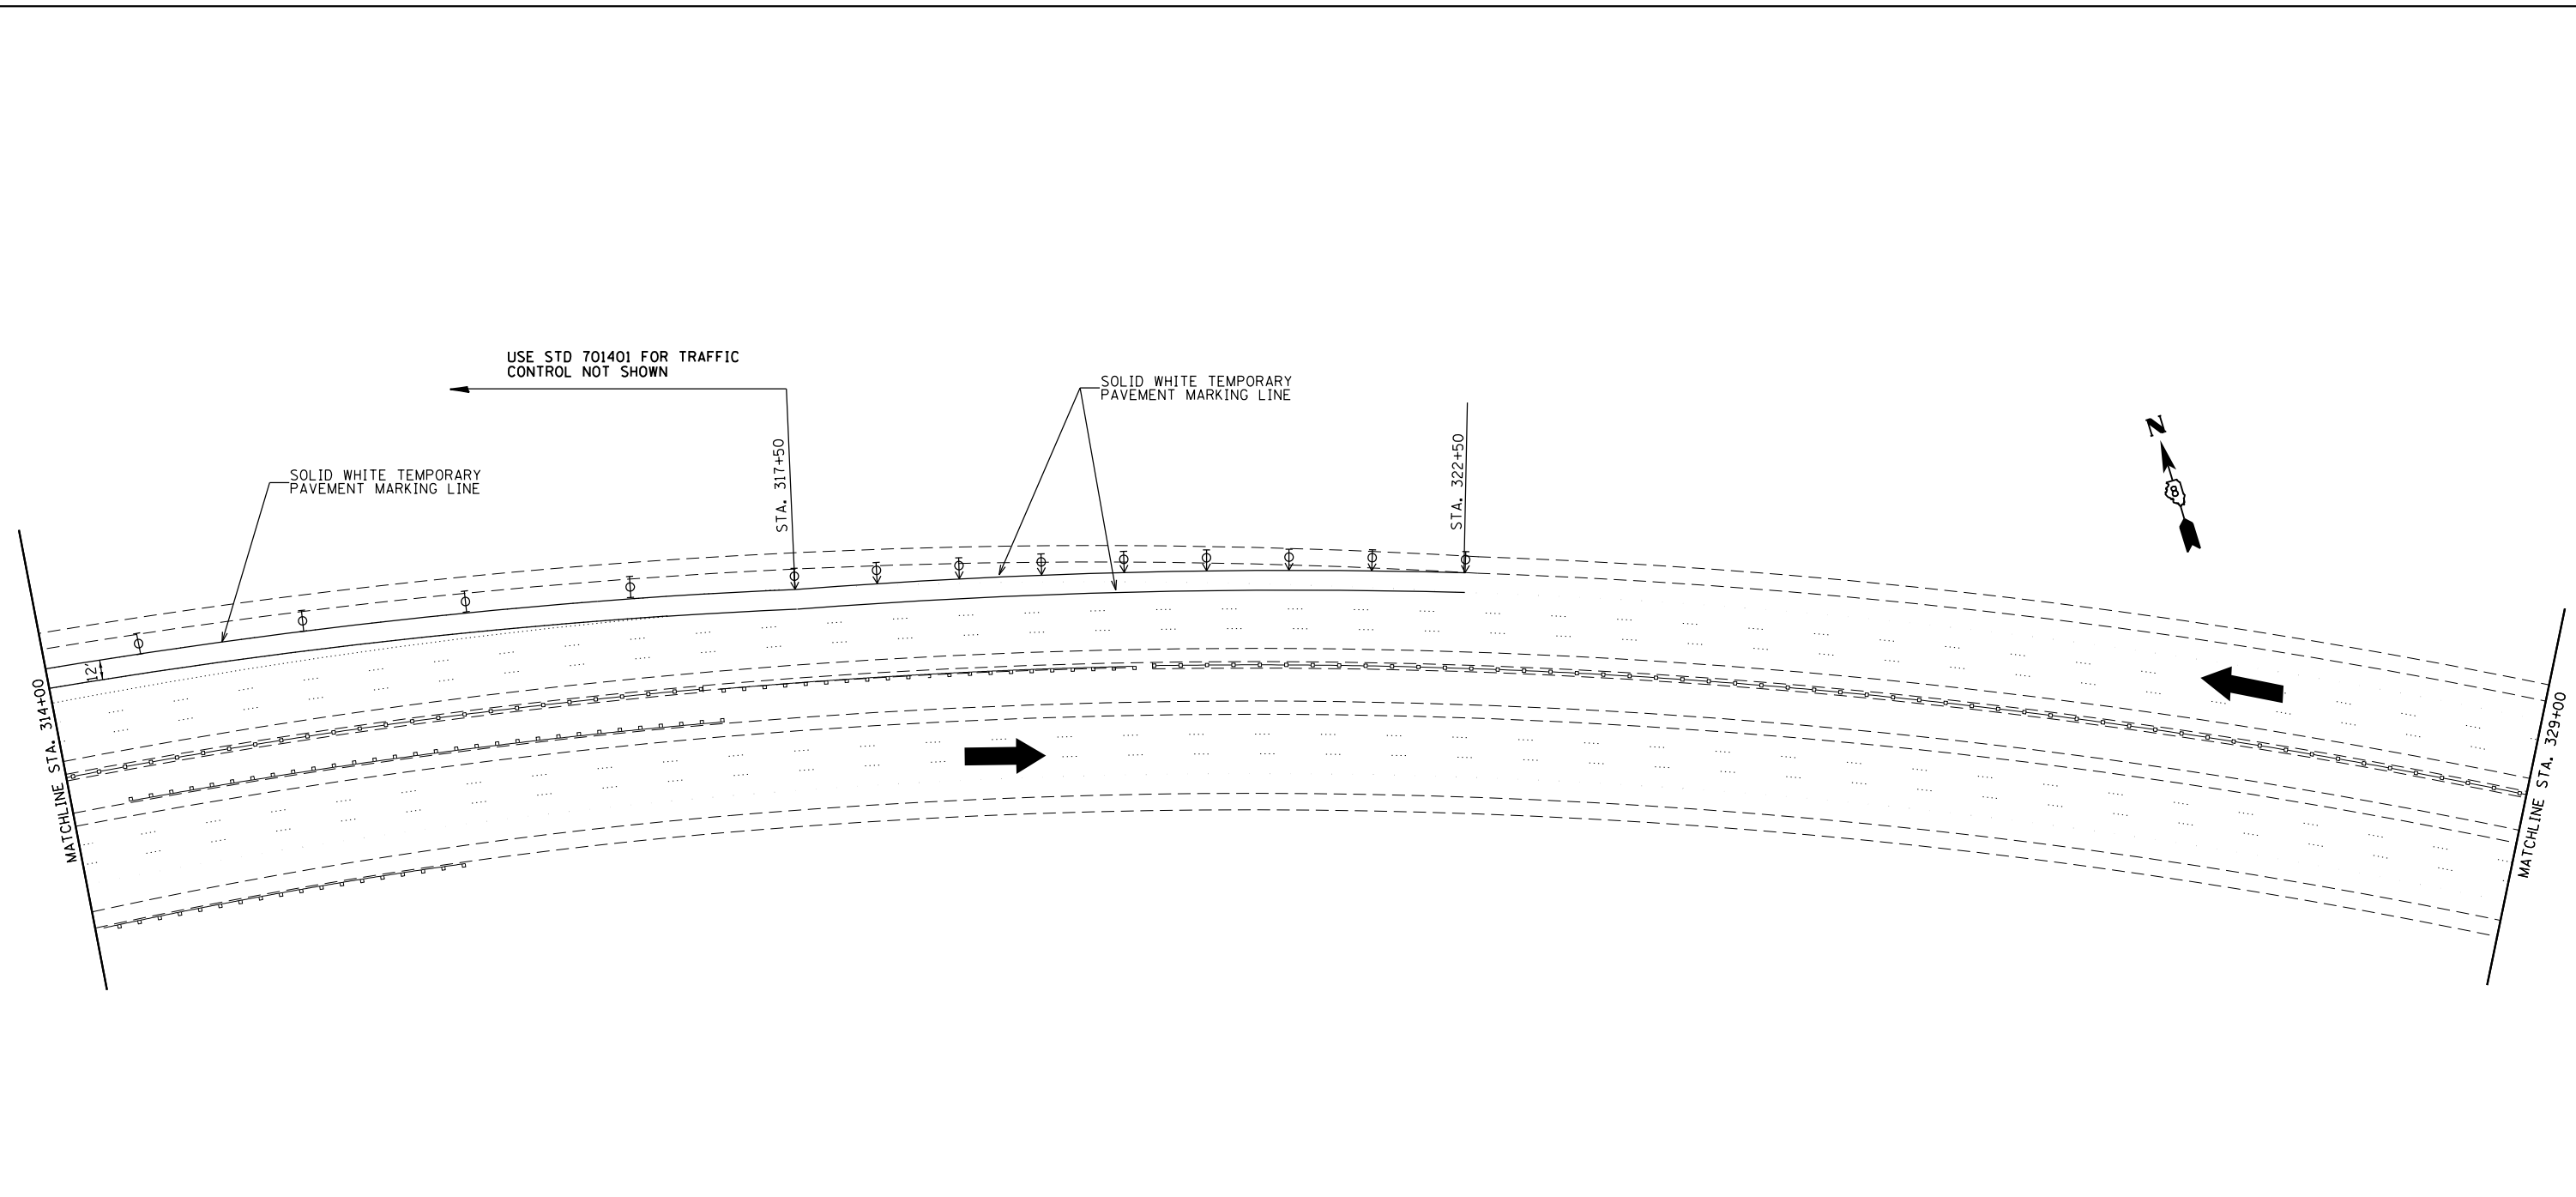 USE STD 701401 FOR TRAFFIC
CONTROL NOT SHOWN
SOLID WHITE TEMPORARY
PAVEMENT MARKING LINE
SOLID WHITE TEMPORARY
PAVEMENT MARKING LINE
STA. 317+50
STA. 322+50
N
8
12'
MATCHLINE STA. 314+00
MATCHLINE STA. 329+00